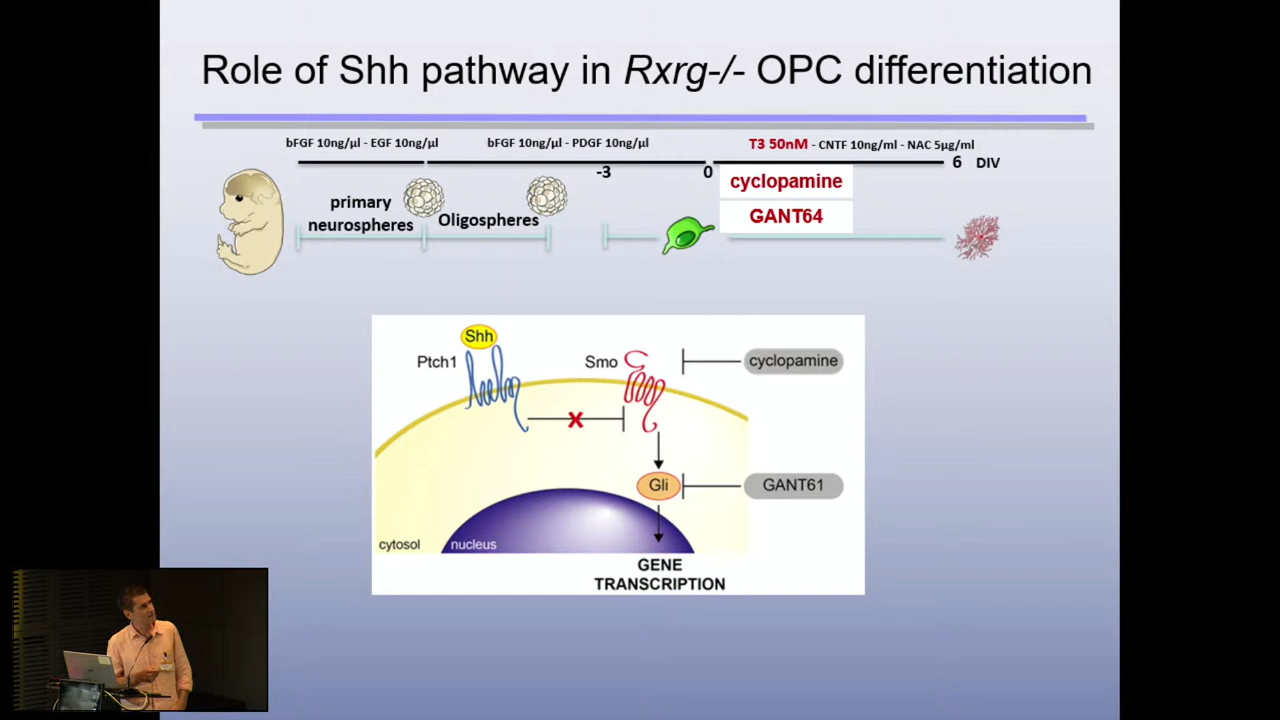 Role of Shh pathway in Rxrg-/- OPC differentiation
bFGF 10ng/µl - EGF 10ng/µl
bFGF 10ng/µl - PDGF 10ng/µl
T3 50nM - CNTF 10ng/ml - NAC 5µg/ml
-3
0
6 DIV
cyclopamine
GANT64
primary
neurospheres
Oligospheres
Shh
Ptch1
Smo
cyclopamine
X
Gli
GANT61
cytosol
nucleus
GENE
TRANSCRIPTION